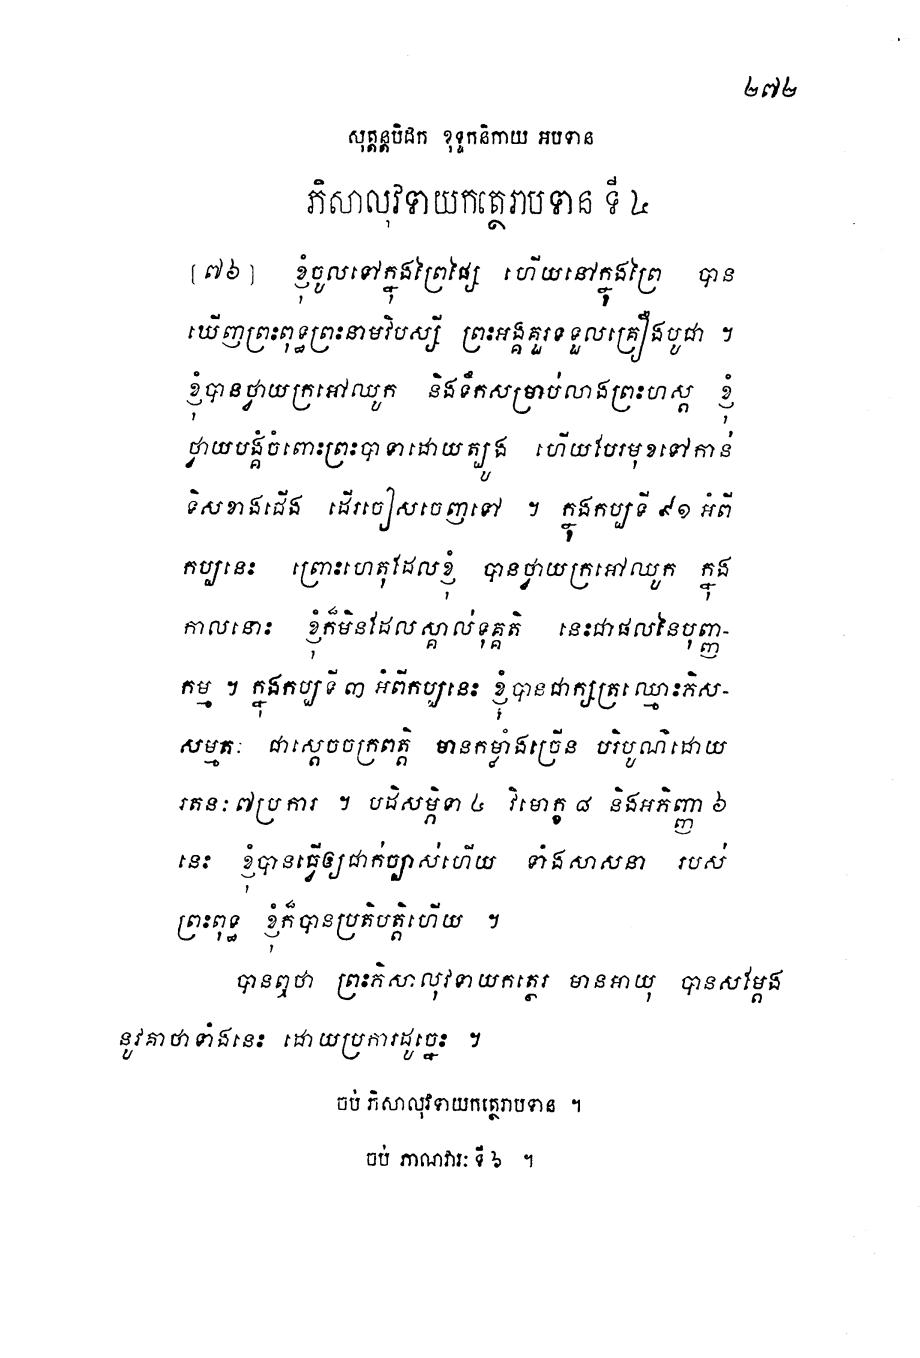 ២៧២
សុត្តន្តបិដក ខុទ្ទកនិកាយ អបទាន
ភិសាលុវទាយកត្ថេរាបទាន ទី ៤
[៧៦] ខ្ញុំចូលទៅក្នុងព្រៃផ្សៃ ហើយនៅក្នុងព្រៃ បាន
ឃើញព្រះពុទ្ធព្រះនាមវិបស្សី ព្រះអង្គគួរទទួលគ្រឿងបូជា ។
ខ្ញុំបានថ្វាយក្រអៅឈូក និងទឹកសម្រាប់លាងព្រះហស្ត ខ្ញុំ
ថ្វាយបង្គំចំពោះព្រះបាទាដោយត្បូង ហើយបែរមុខទៅកាន់
ទិសខាងជើង ដើរចៀសចេញទៅ ។ ក្នុងកប្បទី ៩១ អំពី
កប្បនេះ ព្រោះហេតុដែលខ្ញុំ បានថ្វាយក្រអៅឈូក ក្នុង
កាលនោះ ខ្ញុំក៏មិនដែលស្គាល់ទុគ្គតិ នេះជាផលនៃបុញ្ញ-
កម្ម ។ ក្នុងកប្បទី ៣ អំពីកប្បនេះ ខ្ញុំបានជាក្សត្រឈ្មោះភិស-
សម្មតៈ ជាស្តេចចក្រពត្តិ មានកម្លាំងច្រើន បរិបូណ៌ដោយ
រតនៈ ៧ប្រការ ។ បដិសម្ភិទា ៤ វិមោក្ខ ៨ និងអភិញ្ញា ៦
នេះ ខ្ញុំបានធ្វើឲ្យជាក់ច្បាស់ហើយ ទាំងសាសនា របស់
ព្រះពុទ្ធ ខ្ញុំក៏បានប្រតិបត្តិហើយ ។
បានឮថា ព្រះភិសាលុវទាយកត្ថេរ មានអាយុ បានសម្តែង
នូវគាថាទាំងនេះ ដោយប្រការដូច្នេះ ។
ចប់ ភិសាលុវទាយកត្ថេរាបទាន ។
ចប់ ភាណវារៈ ទី ៦ ។